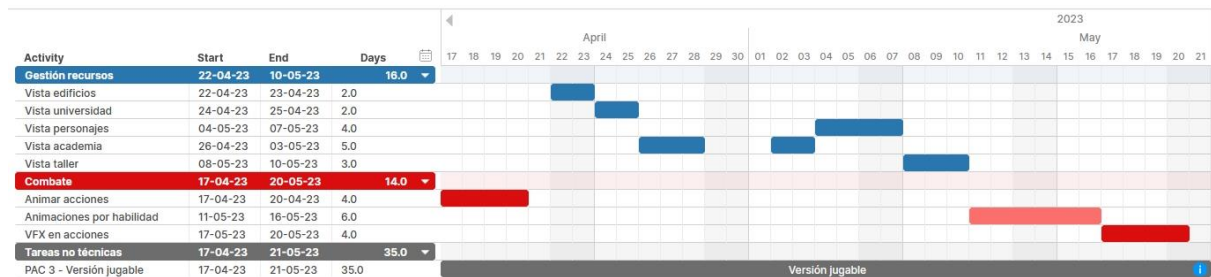 2023
April May
Activity Start End Days 17 18 19 20 21 22 23 24 25 26 27 28 29 30 01 02 03 04 05 06 07 08 09 10 11 12 13 14 15 16 17 18 19 20 21
Gestión recursos 22-04-23 10-05-23 16.0
Vista edificios 22-04-23 23-04-23 2.0
Vista universidad 24-04-23 25-04-23 2.0
Vista personajes 04-05-23 07-05-23 4.0
Vista academia 26-04-23 03-05-23 5.0
Vista taller 08-05-23 10-05-23 3.0
Combate 17-04-23 20-05-23 14.0
Animar acciones 17-04-23 20-04-23 4.0
Animaciones por habilidad 11-05-23 16-05-23 6.0
VFX en acciones 17-05-23 20-05-23 4.0
Tareas no técnicas 17-04-23 21-05-23 35.0
PAC 3 - Versión jugable 17-04-23 21-05-23 35.0 Versión jugable i